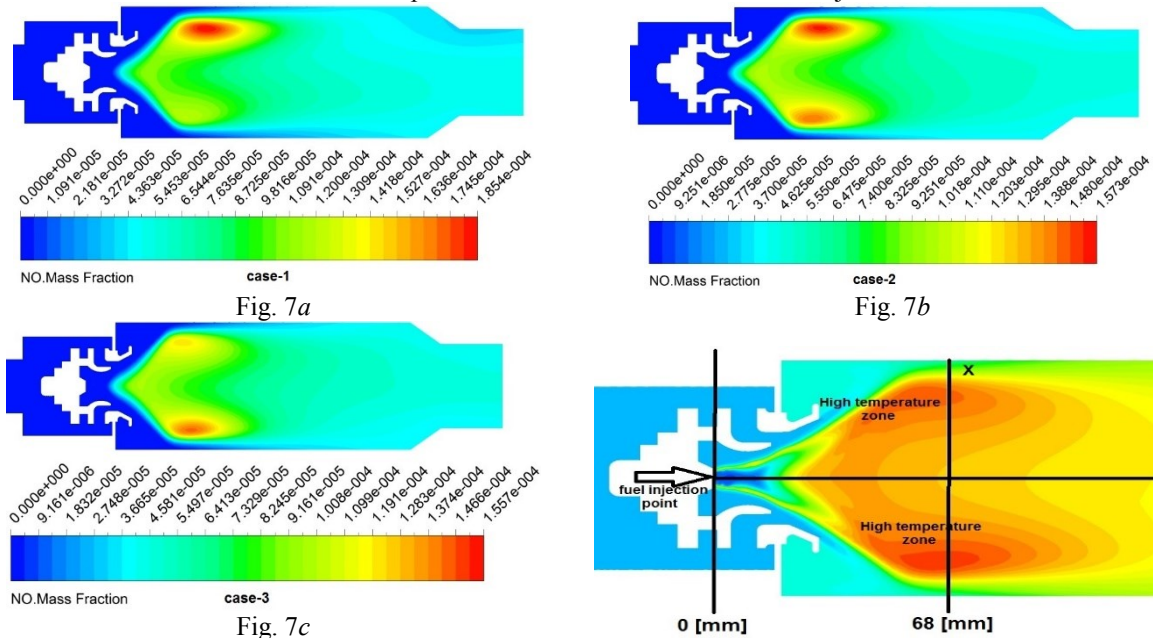 0.000e+000
1.091e-005
2.181e-005
3.272e-005
4.363e-005
5.453e-005
6.544e-005
7.635e-005
8.725e-005
9.816e-005
1.091e-004
1.200e-004
1.309e-004
1.418e-004
1.527e-004
1.636e-004
1.745e-004
1.854e-004
NO.Mass Fraction
case-1
Fig. 7a
0.000e+000
9.251e-006
1.850e-005
2.775e-005
3.700e-005
4.625e-005
5.550e-005
6.475e-005
7.400e-005
8.325e-005
9.251e-005
1.018e-004
1.110e-004
1.203e-004
1.295e-004
1.388e-004
1.480e-004
1.573e-004
NO.Mass Fraction
case-2
Fig. 7b
0.000e+000
9.161e-006
1.832e-005
2.748e-005
3.665e-005
4.581e-005
5.497e-005
6.413e-005
7.329e-005
8.245e-005
9.161e-005
1.008e-004
1.099e-004
1.191e-004
1.283e-004
1.374e-004
1.466e-004
1.557e-004
NO.Mass Fraction
case-3
Fig. 7c
X
High temperature
zone
fuel injection
point
High temperature
zone
0 [mm]
68 [mm]